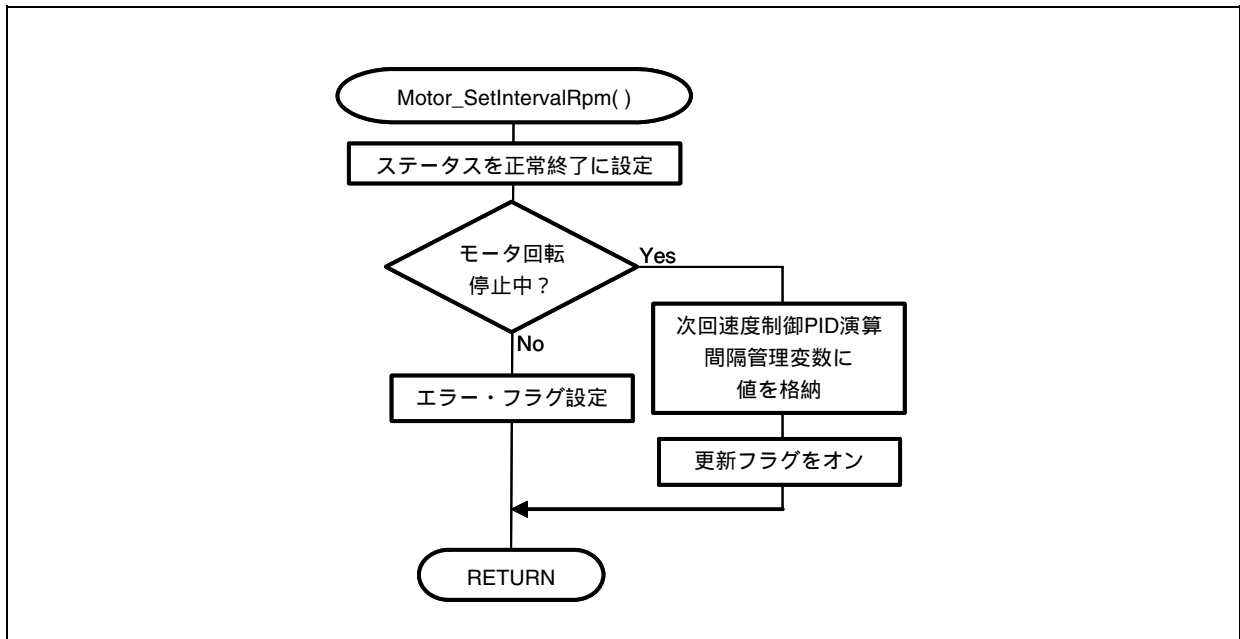 Motor_SetIntervalRpm( )
ステータスを正常終了に設定
モータ回転
停止中？
Yes
次回速度制御PID演算
間隔管理変数に
値を格納
No
エラー・フラグ設定
更新フラグをオン
RETURN